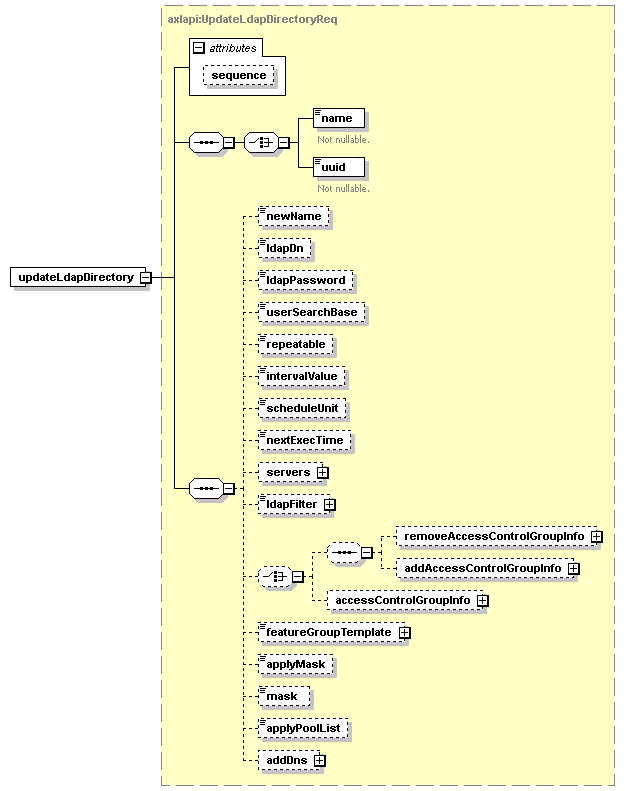 axlapi:UpdateLdapDirectoryReq
attributes
sequence
name
Not nullable.
uuid
Not nullable.
updateLdapDirectory
newName
ldapDn
ldapPassword
userSearchBase
repeatable
intervalValue
scheduleUnit
nextExecTime
servers
ldapFilter
removeAccessControlGroupInfo
addAccessControlGroupInfo
accessControlGroupInfo
featureGroupTemplate
applyMask
mask
applyPoolList
addDns